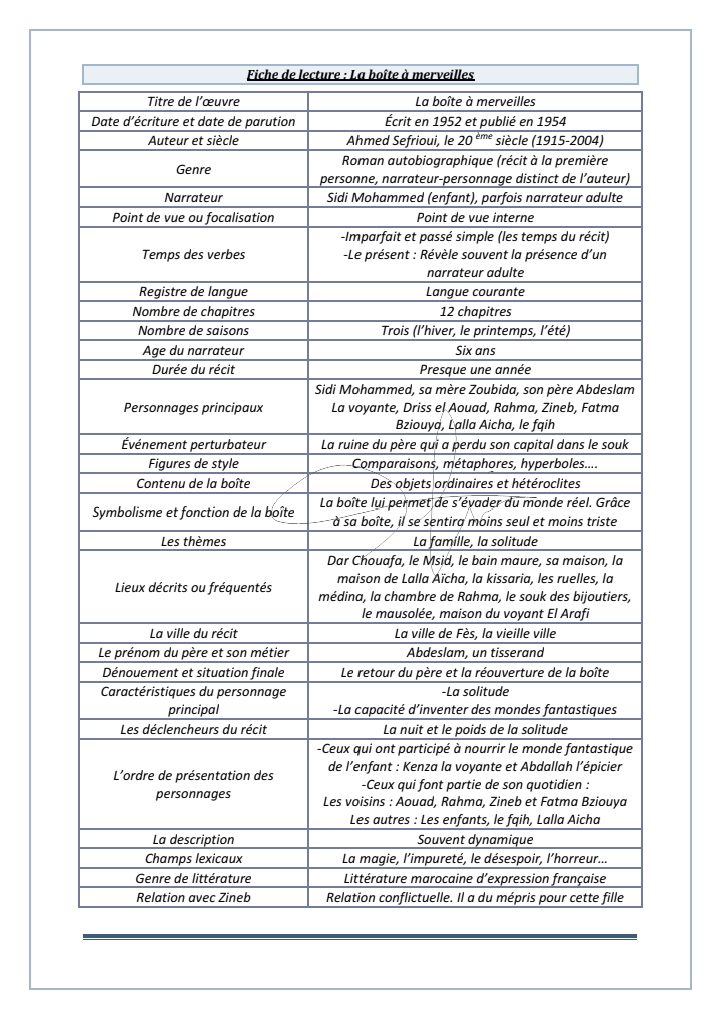 Fiche de lecture : La boîte à merveilles
Titre de l'œuvre
La boîte à merveilles
Date d'écriture et date de parution
Écrit en 1952 et publié en 1954
Auteur et siècle
Ahmed Sefrioui, le 20 ème siècle (1915-2004)
Genre
Roman autobiographique (récit à la première
personne, narrateur-personnage distinct de l'auteur)
Narrateur
Sidi Mohammed (enfant), parfois narrateur adulte
Point de vue ou focalisation
Point de vue interne
Temps des verbes
-Imparfait et passé simple (les temps du récit)
-Le présent : Révèle souvent la présence d'un
narrateur adulte
Registre de langue
Langue courante
Nombre de chapitres
12 chapitres
Nombre de saisons
Trois (l'hiver, le printemps, l'été)
Age du narrateur
Six ans
Durée du récit
Presque une année
Personnages principaux
Sidi Mohammed, sa mère Zoubida, son père Abdeslam
La voyante, Driss el Aouad, Rahma, Zineb, Fatma
Bziouya, Lalla Aicha, le fqih
Événement perturbateur
La ruine du père qui a perdu son capital dans le souk
Figures de style
Comparaisons, métaphores, hyperboles….
Contenu de la boîte
Des objets ordinaires et hétéroclites
Symbolisme et fonction de la boîte
La boîte lui permet de s'évader du monde réel. Grâce
à sa boîte, il se sentira moins seul et moins triste
Les thèmes
La famille, la solitude
Lieux décrits ou fréquentés
Dar Chouafa, le Msid, le bain maure, sa maison, la
maison de Lalla Aïcha, la kissaria, les ruelles, la
médina, la chambre de Rahma, le souk des bijoutiers,
le mausolée, maison du voyant El Arafi
La ville du récit
La ville de Fès, la vieille ville
Le prénom du père et son métier
Abdeslam, un tisserand
Dénouement et situation finale
Le retour du père et la réouverture de la boîte
Caractéristiques du personnage
principal
-La solitude
-La capacité d'inventer des mondes fantastiques
Les déclencheurs du récit
La nuit et le poids de la solitude
L'ordre de présentation des
personnages
-Ceux qui ont participé à nourrir le monde fantastique
de l'enfant : Kenza la voyante et Abdallah l'épicier
-Ceux qui font partie de son quotidien :
Les voisins : Aouad, Rahma, Zineb et Fatma Bziouya
Les autres : Les enfants, le fqih, Lalla Aicha
La description
Souvent dynamique
Champs lexicaux
La magie, l'impureté, le désespoir, l'horreur…
Genre de littérature
Littérature marocaine d'expression française
Relation avec Zineb
Relation conflictuelle. Il a du mépris pour cette fille